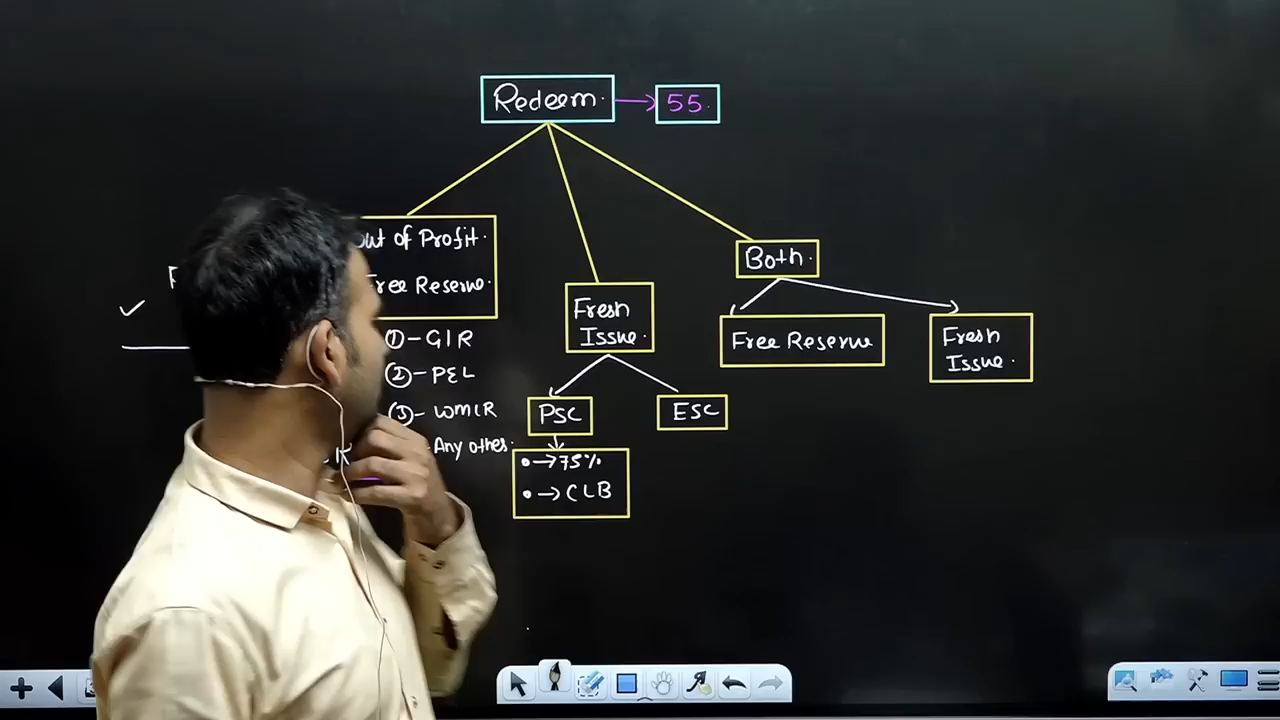 Redeem.
55.
out of Profit.
Free Reserve.
①-GIR
②-P&L
③-WMCR
Any other.
Fresh
Issue.
PSC
ESC
→75%
→CLB
Both.
Free Reserve
Fresh
Issue.